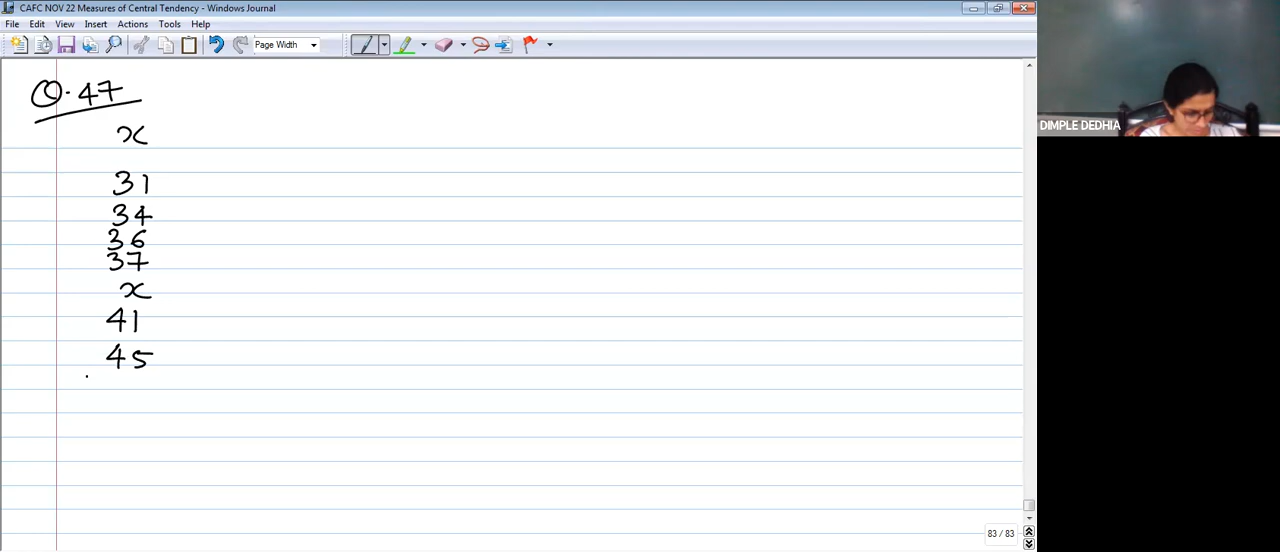 CAFC NOV 22 Measures of Central Tendency - Windows Journal
File Edit View Insert Actions Tools Help
Page Width
Q.47
x
31
34
36
37
x
41
45
83 / 83
DIMPLE DEDHIA